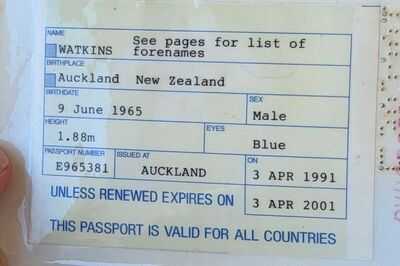 NAME
WATKINS See pages for list of
forenames
BIRTHPLACE
Auckland New Zealand
BIRTHDATE SEX
9 June 1965 Male
HEIGHT EYES
1.88m Blue
PASSPORT NUMBER ISSUED AT ON
E965381 AUCKLAND 3 APR 1991
UNLESS RENEWED EXPIRES ON 3 APR 2001
THIS PASSPORT IS VALID FOR ALL COUNTRIES